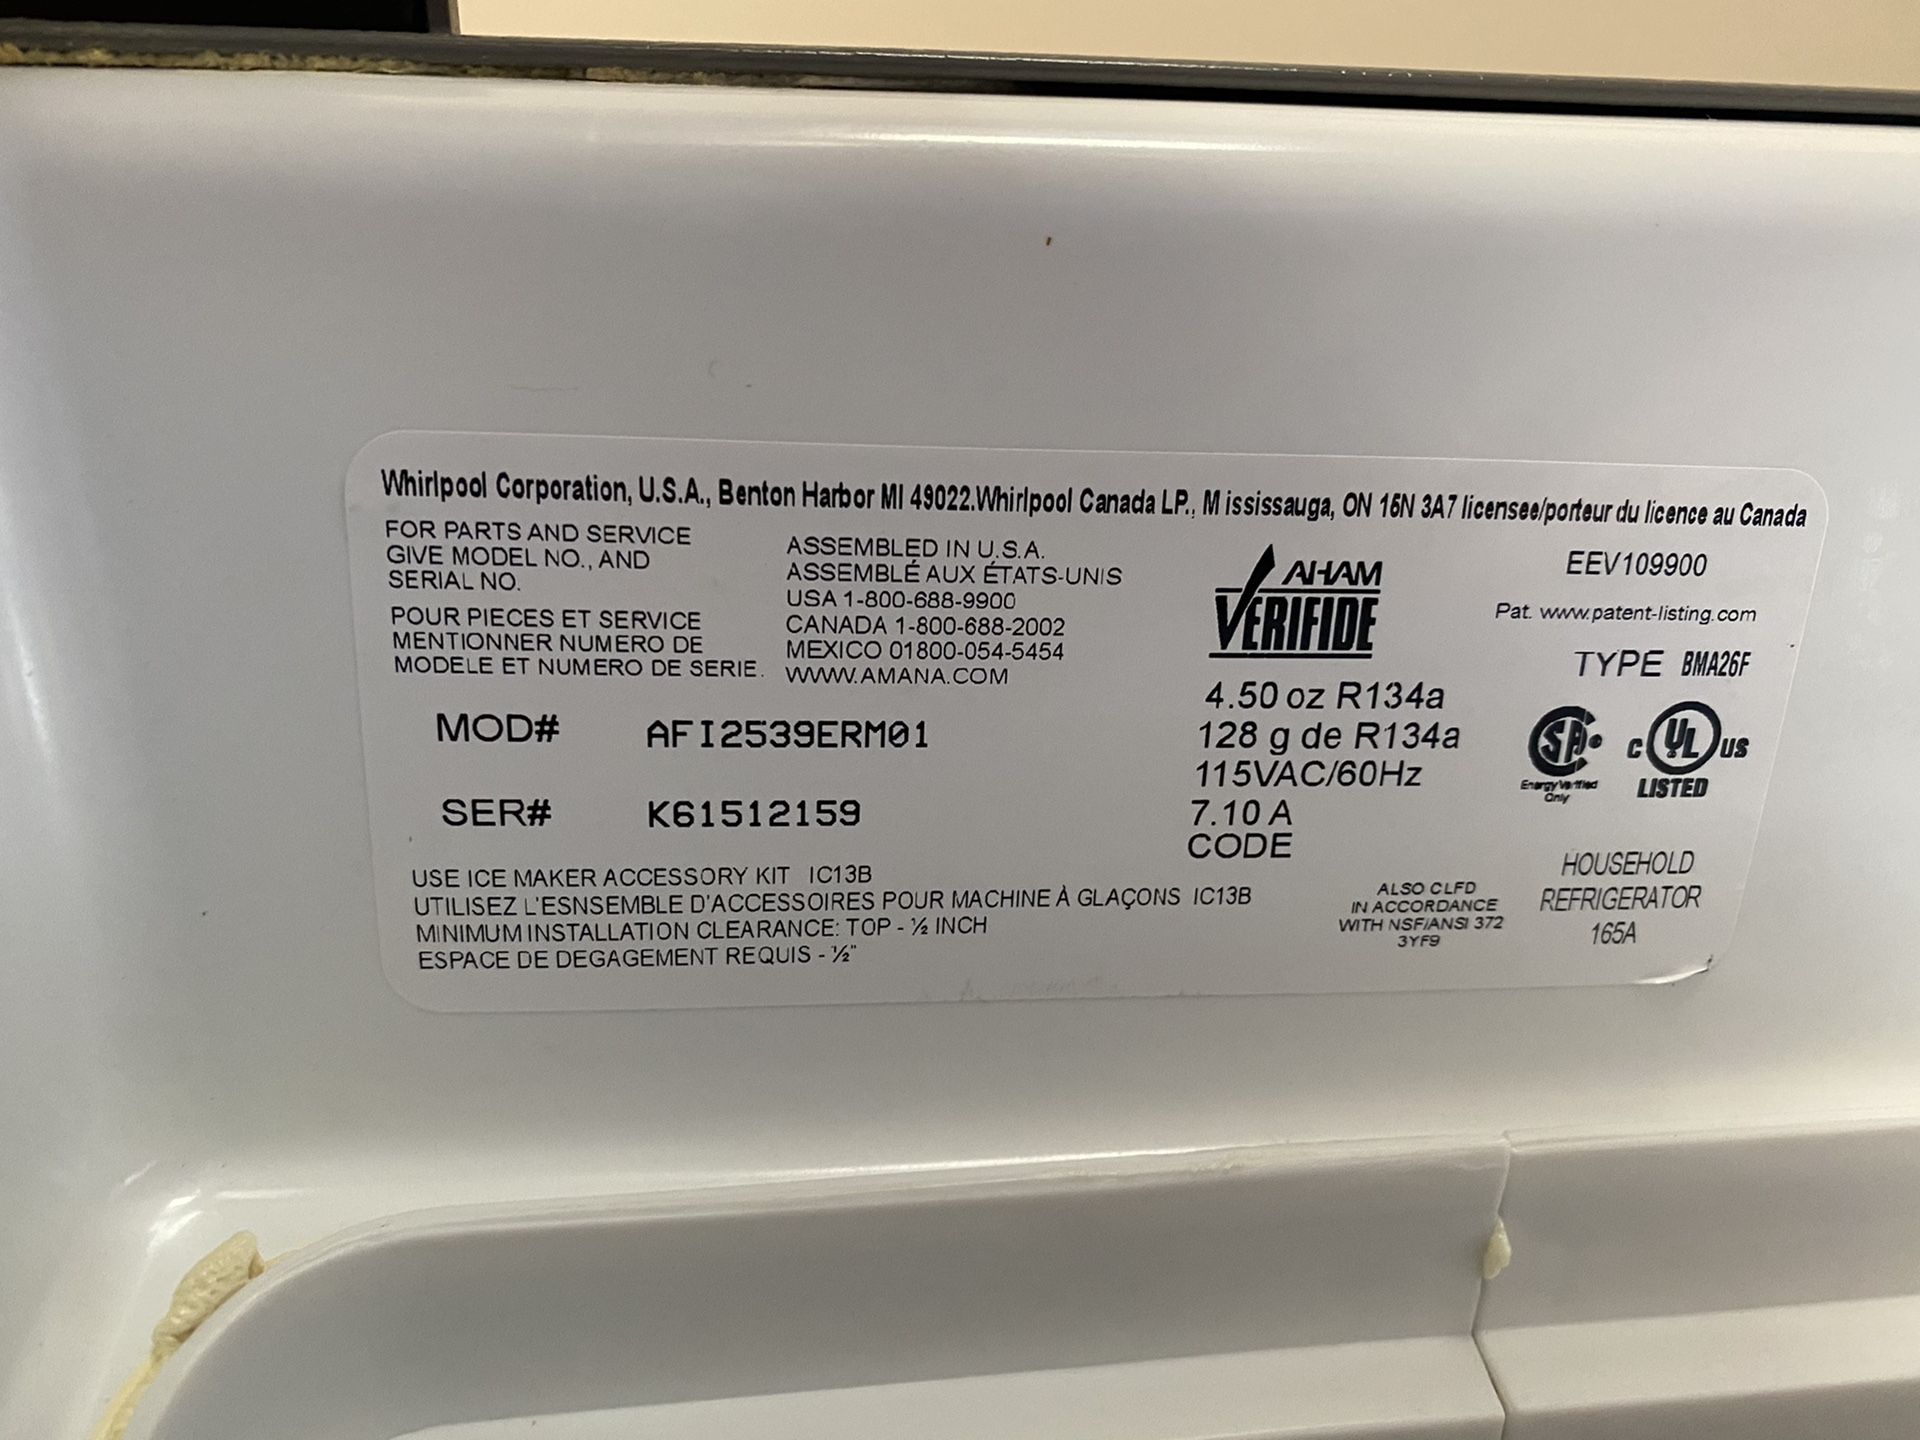 Whirlpool Corporation, U.S.A., Benton Harbor MI 49022.Whirlpool Canada LP., M ississauga, ON 16N 3A7 licensee/porteur du licence au Canada
FOR PARTS AND SERVICE
GIVE MODEL NO., AND
SERIAL NO.
POUR PIECES ET SERVICE
MENTIONNER NUMERO DE
MODELE ET NUMERO DE SERIE.
ASSEMBLED IN U.S.A.
ASSEMBLÉ AUX ÉTATS-UNIS
USA 1-800-688-9900
CANADA 1-800-688-2002
MEXICO 01800-054-5454
WWW.AMANA.COM
AHAM
VERIFIDE
EEV109900
Pat. www.patent-listing.com
TYPE BMA26F
MOD# AFI2539ERM01
SER# K61512159
4.50 oz R134a
128 g de R134a
115VAC/60Hz
7.10 A
CODE
SA
Energy Verified
Only
C UL US
LISTED
USE ICE MAKER ACCESSORY KIT IC13B
UTILISEZ L'ESNSEMBLE D'ACCESSOIRES POUR MACHINE À GLAÇONS IC13B
MINIMUM INSTALLATION CLEARANCE: TOP - ½ INCH
ESPACE DE DEGAGEMENT REQUIS - ½"
ALSO CLFD
IN ACCORDANCE
WITH NSF/ANSI 372
3YF9
HOUSEHOLD
REFRIGERATOR
165A